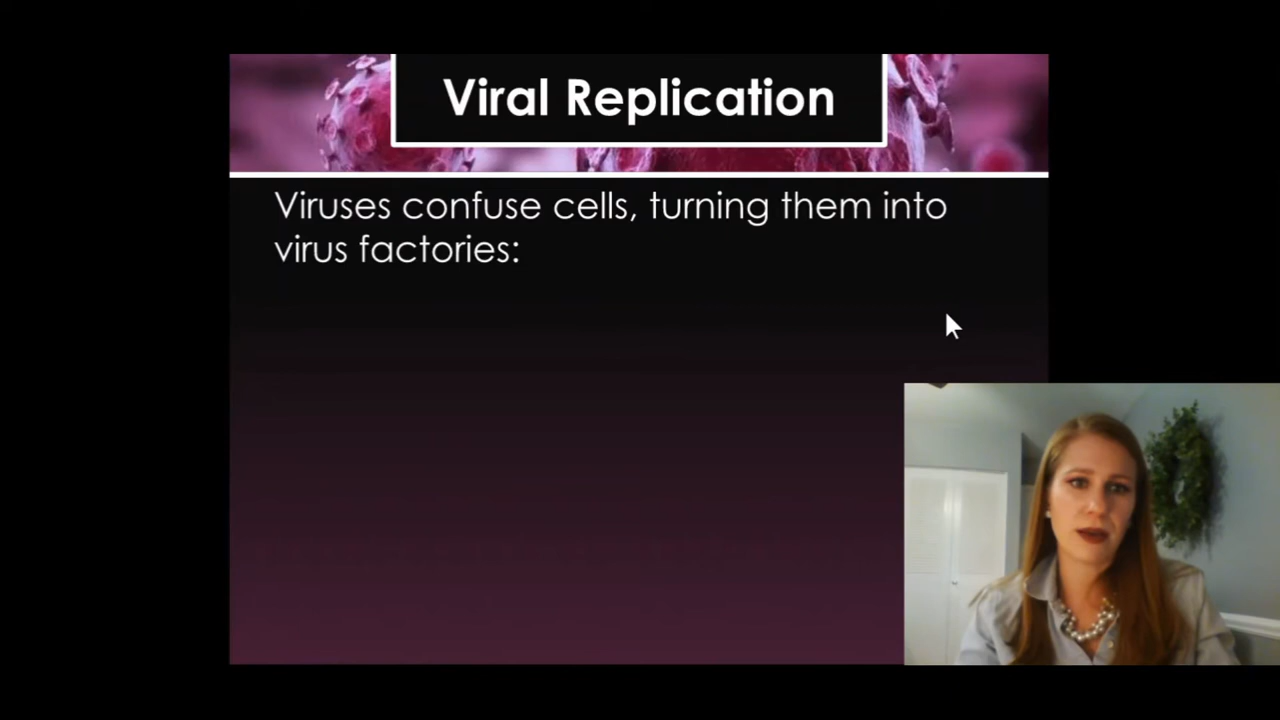 Viral Replication
Viruses confuse cells, turning them into
virus factories: